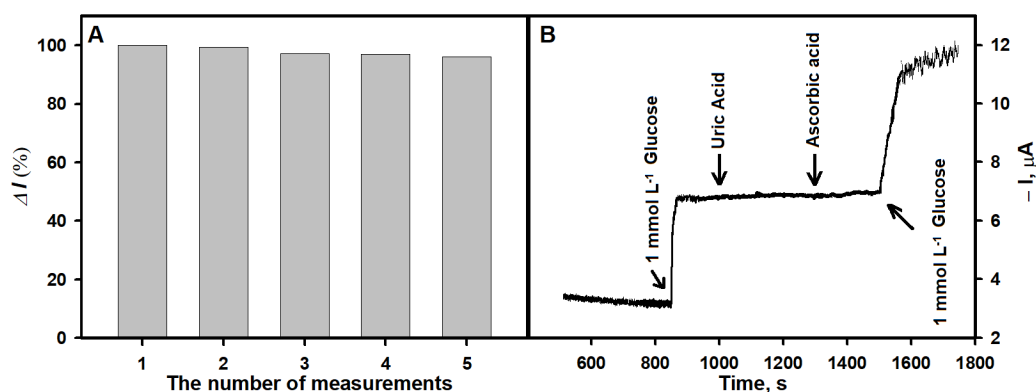 A
100
80
60
40
20
0
Δ I (%)
1 2 3 4 5
The number of measurements
B
1 mmol L⁻¹ Glucose
Uric Acid
Ascorbic acid
1 mmol L⁻¹ Glucose
12
10
8
6
4
2
– I, μA
600 800 1000 1200 1400 1600 1800
Time, s